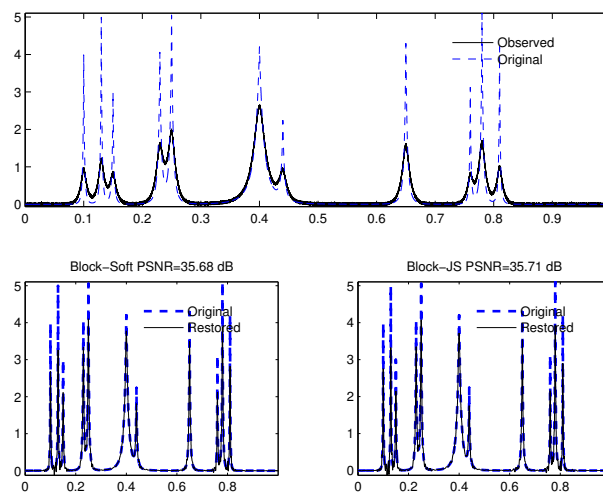 5
4
3
2
1
0
Observed
Original
0 0.1 0.2 0.3 0.4 0.5 0.6 0.7 0.8 0.9
Block−Soft PSNR=35.68 dB
5
4
3
2
1
0
Original
Restored
0 0.2 0.4 0.6 0.8
Block−JS PSNR=35.71 dB
5
4
3
2
1
0
Original
Restored
0 0.2 0.4 0.6 0.8